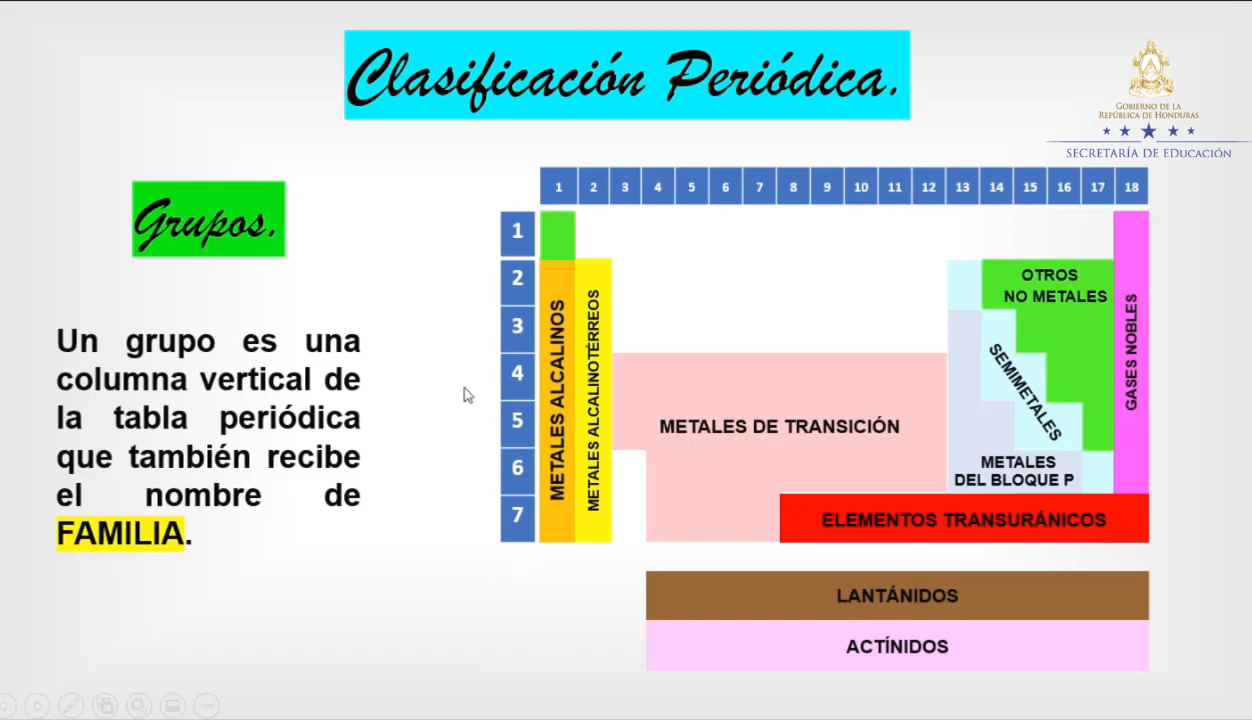 Clasificación Periódica.
GOBIERNO DE LA
REPÚBLICA DE HONDURAS
SECRETARÍA DE EDUCACIÓN
Grupos.
Un grupo es una
columna vertical de
la tabla periódica
que también recibe
el nombre de
FAMILIA.
1 2 3 4 5 6 7 8 9 10 11 12 13 14 15 16 17 18
1
2
3
4
5
6
7
METALES ALCALINOS
METALES ALCALINOTÉRREOS
METALES DE TRANSICIÓN
OTROS
NO METALES
SEMIMETALES
METALES
DEL BLOQUE P
GASES NOBLES
ELEMENTOS TRANSURÁNICOS
LANTÁNIDOS
ACTÍNIDOS